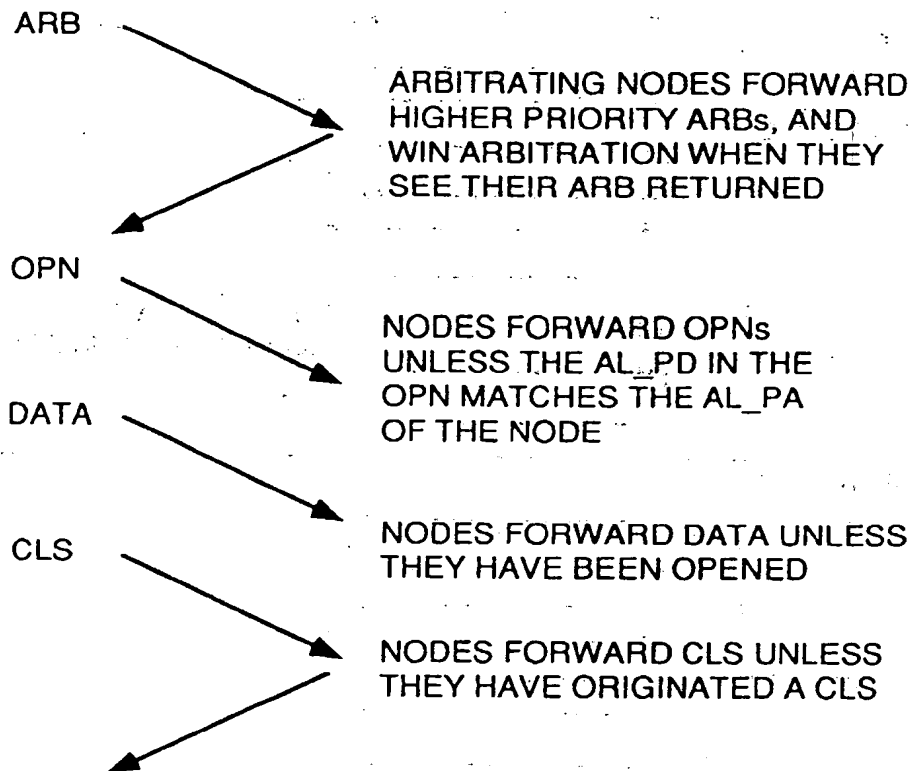 ARB
ARBITRATING NODES FORWARD
HIGHER PRIORITY ARBs, AND
WIN ARBITRATION WHEN THEY
SEE THEIR ARB RETURNED
OPN
NODES FORWARD OPNs
UNLESS THE AL_PD IN THE
OPN MATCHES THE AL_PA
OF THE NODE
DATA
NODES FORWARD DATA UNLESS
THEY HAVE BEEN OPENED
CLS
NODES FORWARD CLS UNLESS
THEY HAVE ORIGINATED A CLS